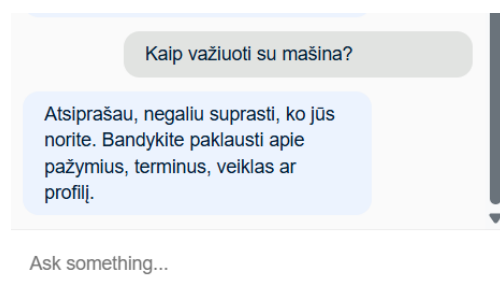 Kaip važiuoti su mašina?
Atsiprašau, negaliu suprasti, ko jūs
norite. Bandykite paklausti apie
pažymius, terminus, veiklas ar
profilį.
Ask something...